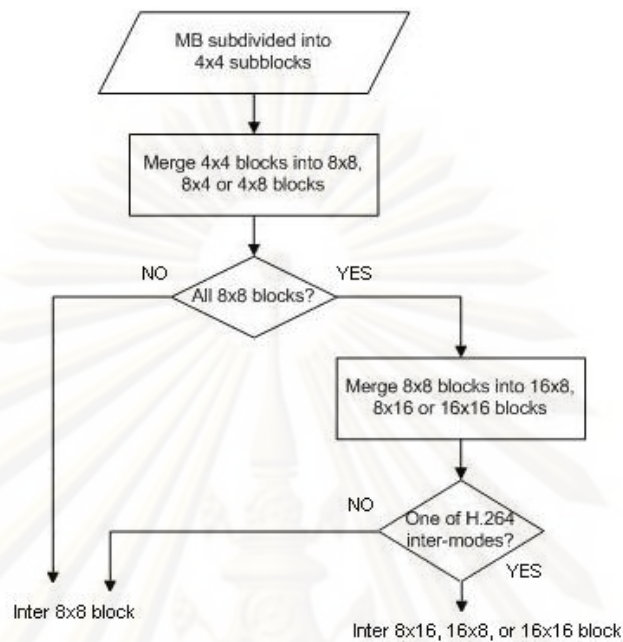 MB subdivided into
4x4 subblocks
Merge 4x4 blocks into 8x8,
8x4 or 4x8 blocks
NO
YES
All 8x8 blocks?
Merge 8x8 blocks into 16x8,
8x16 or 16x16 blocks
NO
One of H.264
inter-modes?
YES
Inter 8x8 block
Inter 8x16, 16x8, or 16x16 block